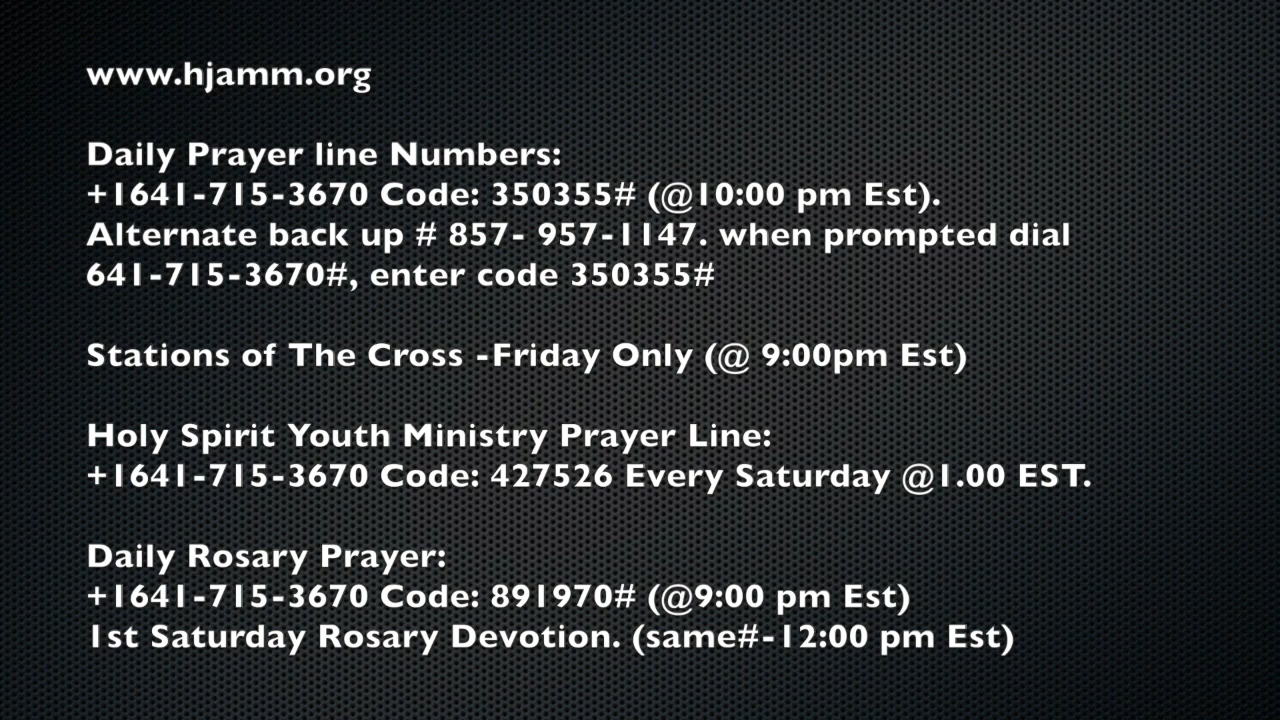 www.hjamm.org
Daily Prayer line Numbers:
+1641-715-3670 Code: 350355# (@10:00 pm Est).
Alternate back up # 857- 957-1147. when prompted dial
641-715-3670#, enter code 350355#
Stations of The Cross -Friday Only (@ 9:00pm Est)
Holy Spirit Youth Ministry Prayer Line:
+1641-715-3670 Code: 427526 Every Saturday @1.00 EST.
Daily Rosary Prayer:
+1641-715-3670 Code: 891970# (@9:00 pm Est)
1st Saturday Rosary Devotion. (same#-12:00 pm Est)